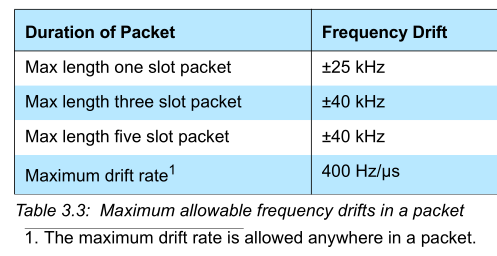 Duration of Packet Frequency Drift
Max length one slot packet ±25 kHz
Max length three slot packet ±40 kHz
Max length five slot packet ±40 kHz
Maximum drift rate1 400 Hz/µs
Table 3.3: Maximum allowable frequency drifts in a packet
1. The maximum drift rate is allowed anywhere in a packet.